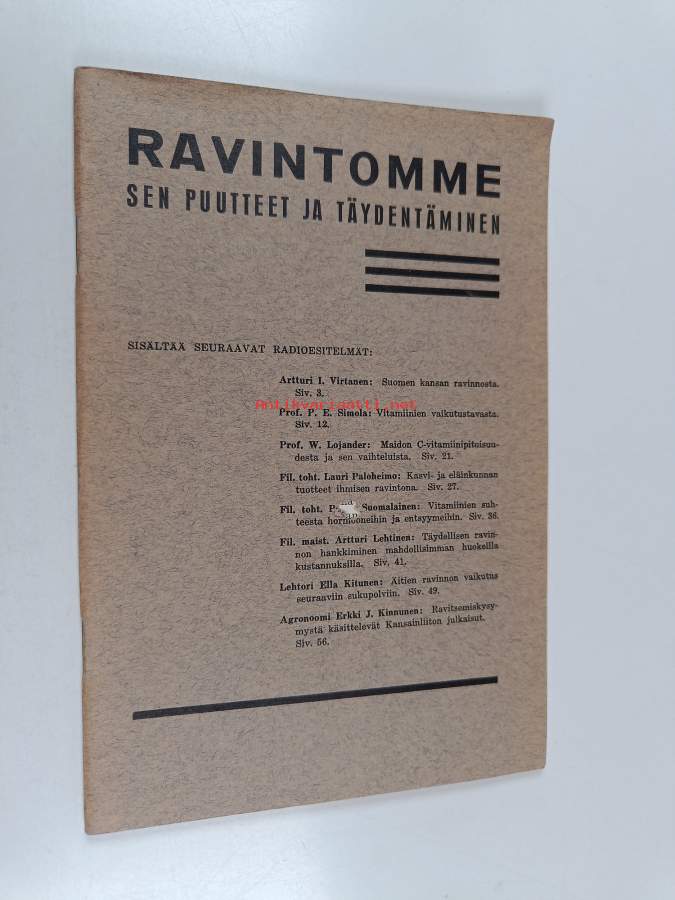 RAVINTOMME
SEN PUUTTEET JA TÄYDENTÄMINEN
SISÄLTÄÄ SEURAAVAT RADIOESITELMÄT:
Artturi I. Virtanen: Suomen kansan ravinnosta.
Siv. 3.
Antikvariaatti.net
Prof. P. E. Simola: Vitamiinien vaikutustavasta.
Siv. 12.
Prof. W. Lojander: Maidon C-vitamiinipitoisuu-
desta ja sen vaihteluista. Siv. 21.
Fil. toht. Lauri Paloheimo: Kasvi- ja eläinkunnan
tuotteet ihmisen ravintona. Siv. 27.
Fil. toht. Suomalainen: Vitamiinien suh-
teesta hormooneihin ja entsyymeihin. Siv. 36.
Fil. maist. Artturi Lehtinen: Täydellisen ravin-
non hankkiminen mahdollisimman huokeilla
kustannuksilla. Siv. 41.
Lehtori Ella Kitunen: Äitien ravinnon vaikutus
seuraaviin sukupolviin. Siv. 49.
Agronoomi Erkki J. Kinnunen: Ravitsemiskysy-
mystä käsittelevät Kansainliiton julkaisut.
Siv. 56.